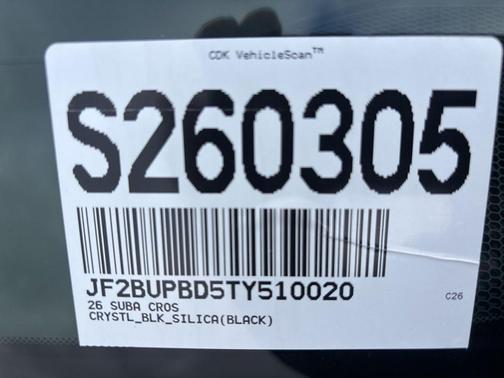 CDK VehicleScan™
S260305
JF2BUPBD5TY510020
26 SUBA CROS
C26
CRYSTL_BLK_SILICA(BLACK)